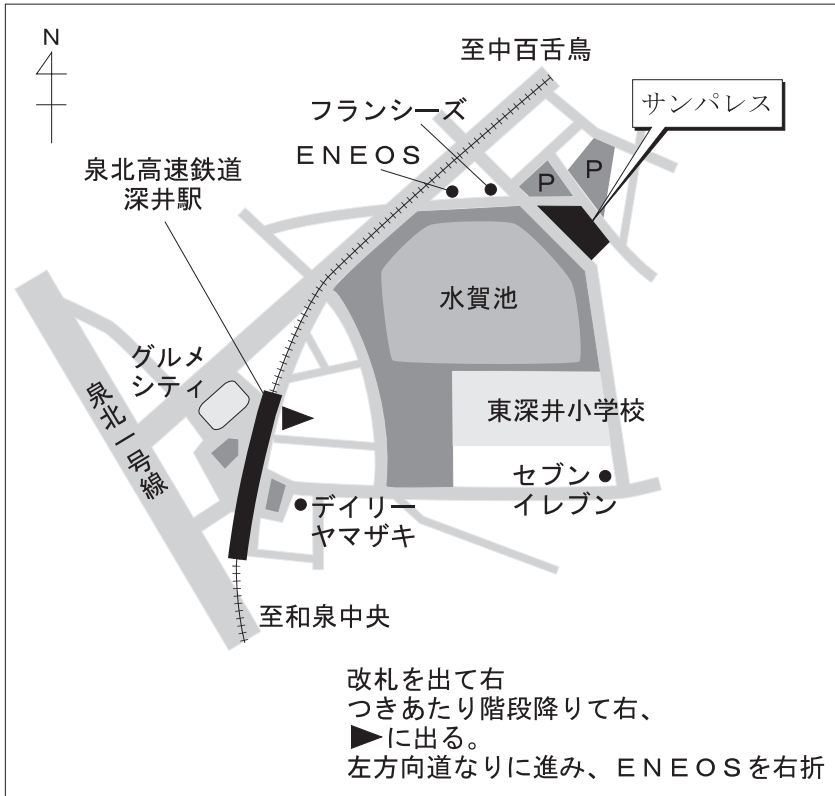 N
至中百舌鳥
サンパレス
フランシーズ
ＥＮＥＯＳ
泉北高速鉄道
深井駅
P
P
水賀池
グルメ
シティ
泉北一号線
東深井小学校
セブン
イレブン
デイリー
ヤマザキ
至和泉中央
改札を出て右
つきあたり階段降りて右、
▶に出る。
左方向道なりに進み、ＥＮＥＯＳを右折